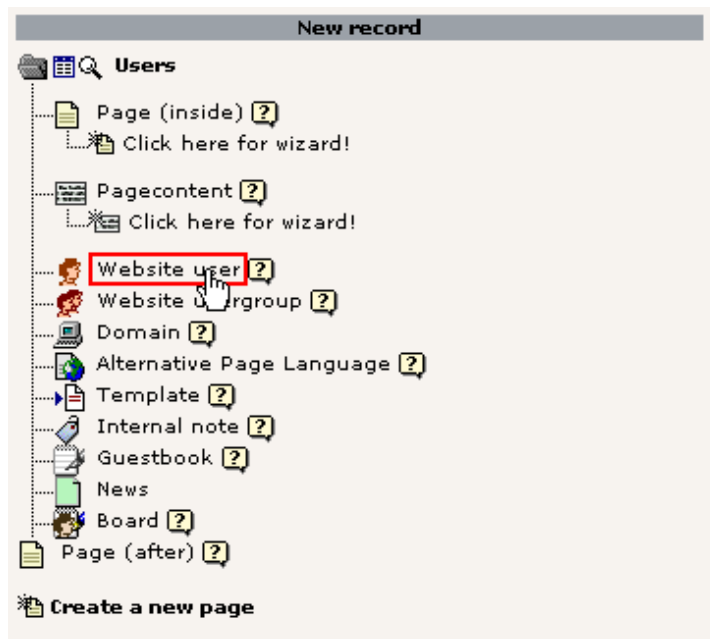 New record
Users
Page (inside) ?
Click here for wizard!
Pagecontent ?
Click here for wizard!
Website user ?
Website usergroup ?
Domain ?
Alternative Page Language ?
Template ?
Internal note ?
Guestbook ?
News
Board ?
Page (after) ?
Create a new page